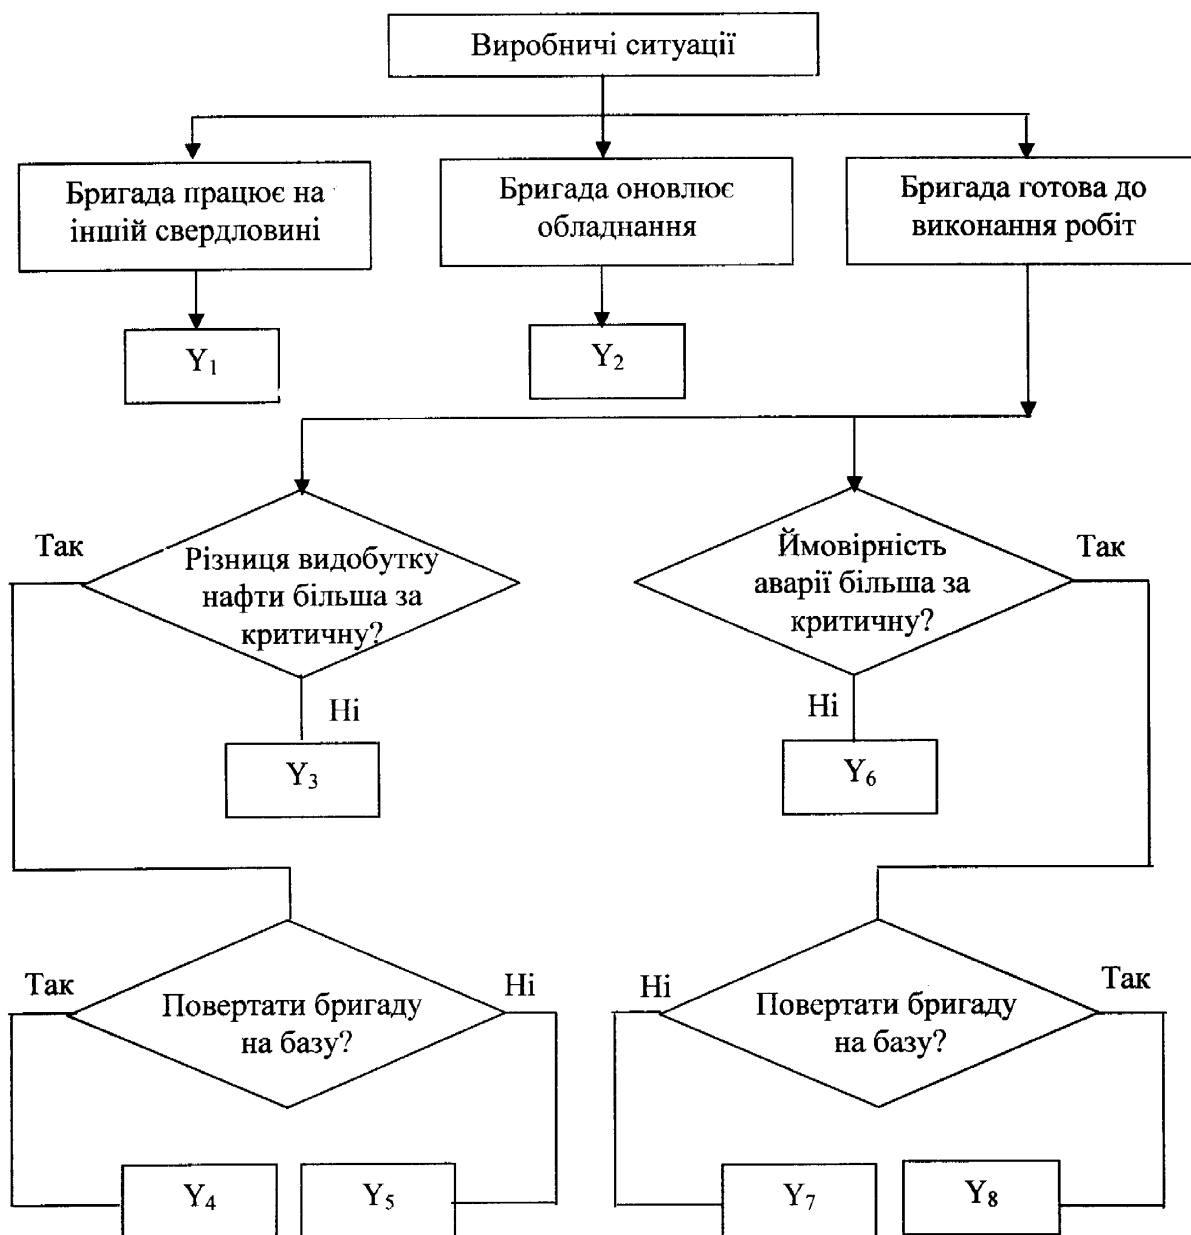 Виробничі ситуації
Бригада працює на
іншій свердловині
Бригада оновлює
обладнання
Бригада готова до
виконання робіт
Y₁
Y₂
Так
Різниця видобутку
нафти більша за
критичну?
Ні
Y₃
Ймовірність
аварії більша за
критичну?
Так
Ні
Y₆
Так
Повертати бригаду
на базу?
Ні
Ні
Повертати бригаду
на базу?
Так
Y₄
Y₅
Y₇
Y₈